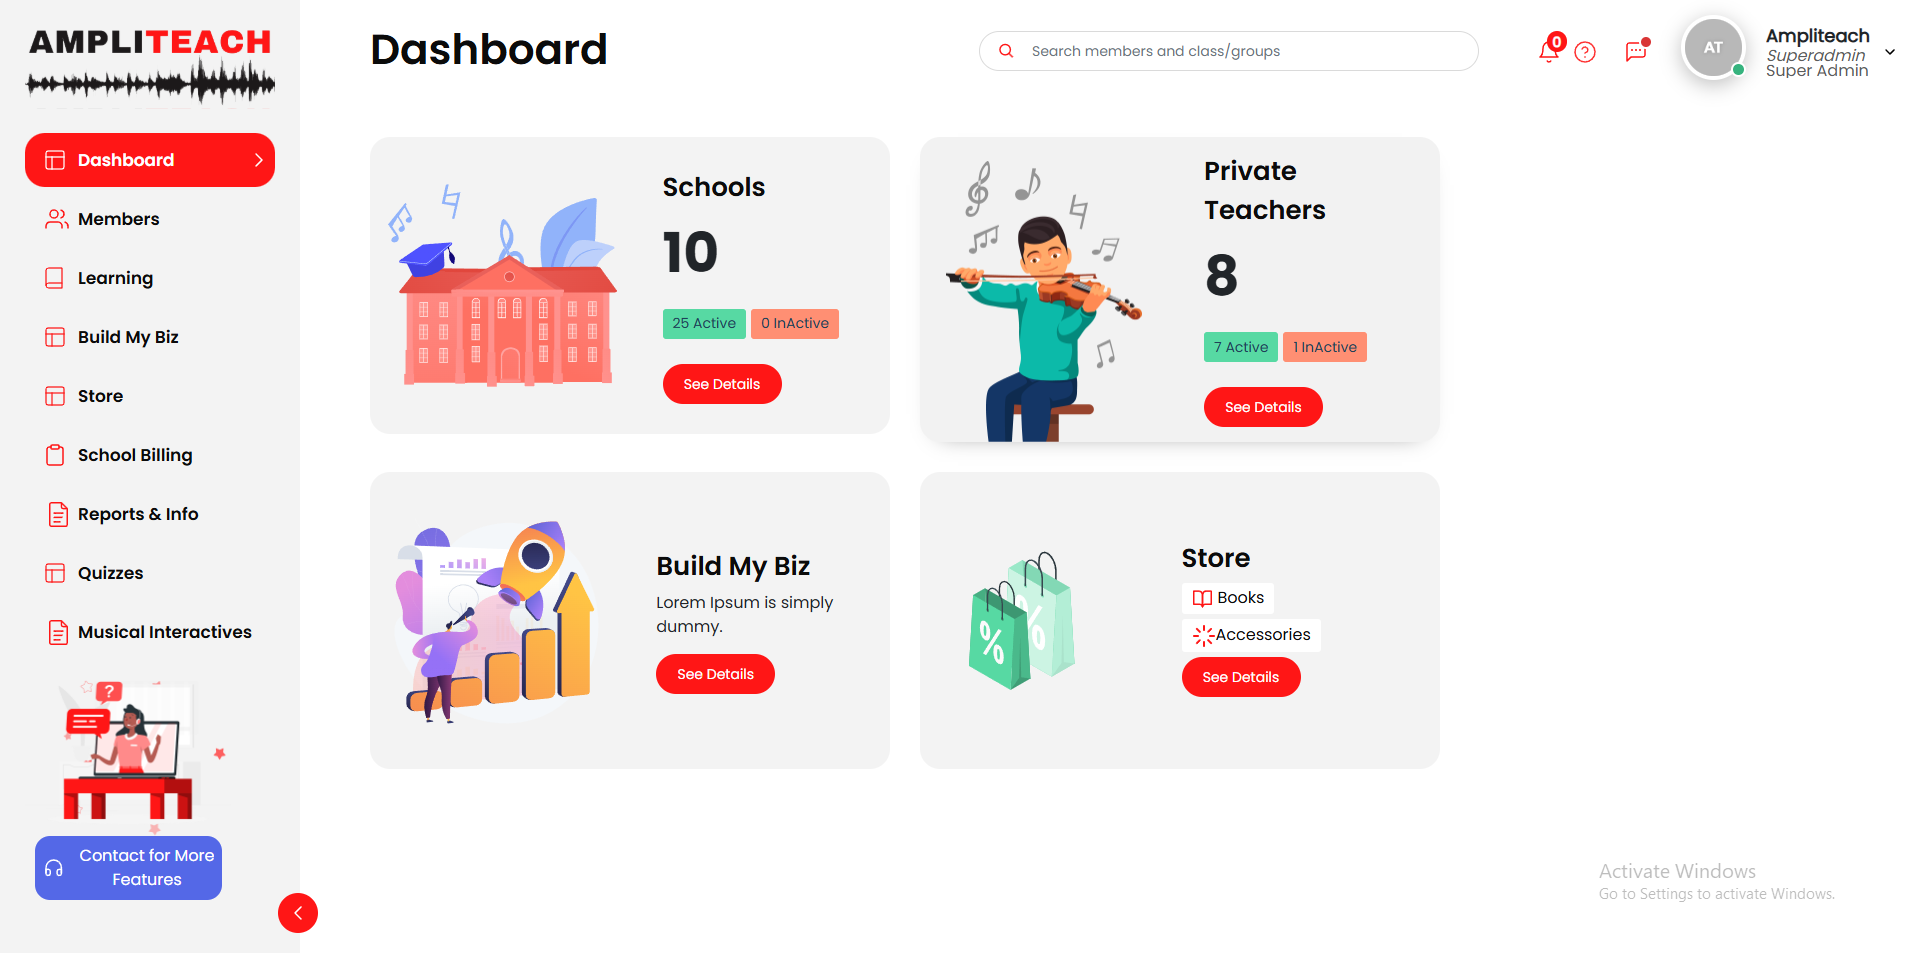 AMPLITEACH
Dashboard
Members
Learning
Build My Biz
Store
School Billing
Reports & Info
Quizzes
Musical Interactives
?
Contact for More
Features
Dashboard
Search members and class/groups
0
?
AT
Ampliteach
Superadmin
Super Admin
Schools
10
25 Active
0 InActive
See Details
Private
Teachers
8
7 Active
1 InActive
See Details
Build My Biz
Lorem Ipsum is simply
dummy.
See Details
%
%
Store
Books
Accessories
See Details
Activate Windows
Go to Settings to activate Windows.